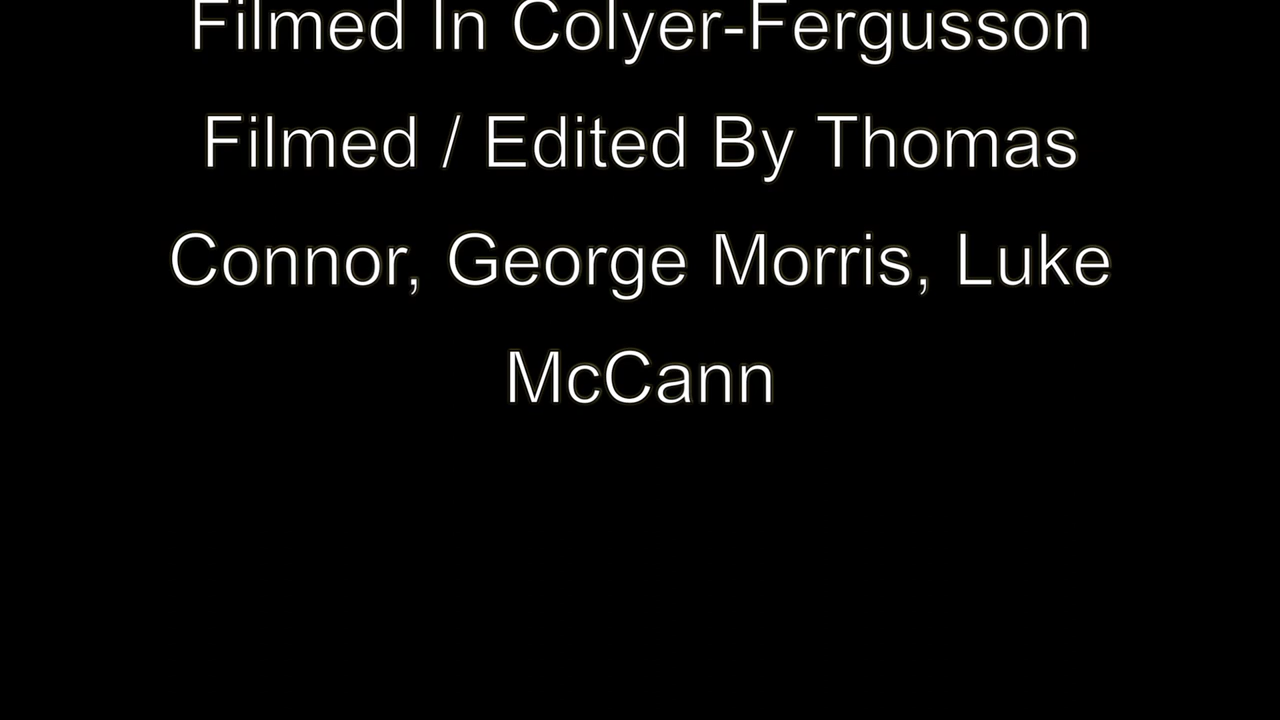 Filmed In Colyer-Fergusson
Filmed / Edited By Thomas
Connor, George Morris, Luke
McCann